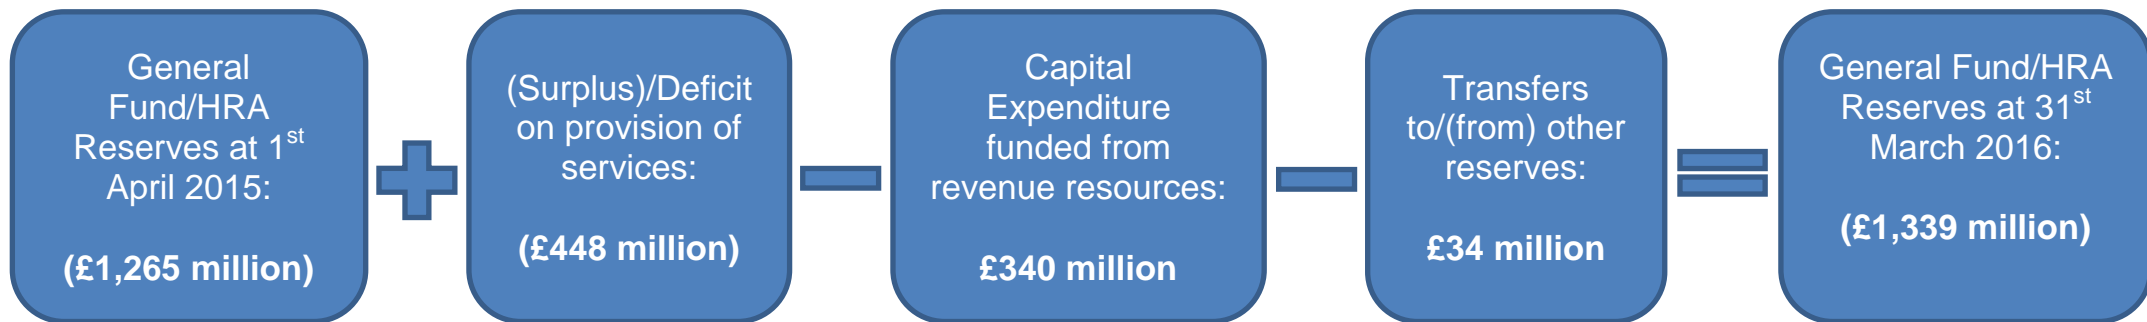 General
Fund/HRA
Reserves at 1st
April 2015:
(£1,265 million)
(Surplus)/Deficit
on provision of
services:
(£448 million)
Capital
Expenditure
funded from
revenue resources:
£340 million
Transfers
to/(from) other
reserves:
£34 million
General Fund/HRA
Reserves at 31st
March 2016:
(£1,339 million)